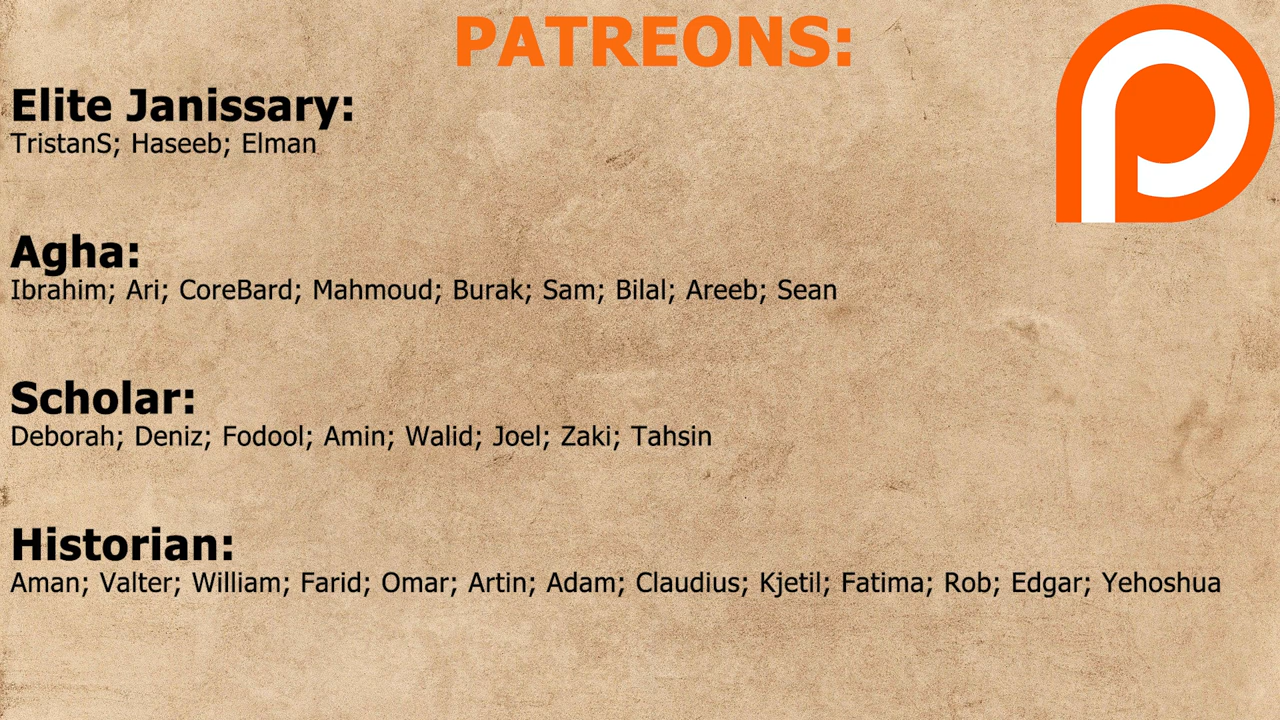 PATREONS:
Elite Janissary:
TristanS; Haseeb; Elman
Agha:
Ibrahim; Ari; CoreBard; Mahmoud; Burak; Sam; Bilal; Areeb; Sean
Scholar:
Deborah; Deniz; Fodool; Amin; Walid; Joel; Zaki; Tahsin
Historian:
Aman; Valter; William; Farid; Omar; Artin; Adam; Claudius; Kjetil; Fatima; Rob; Edgar; Yehoshua